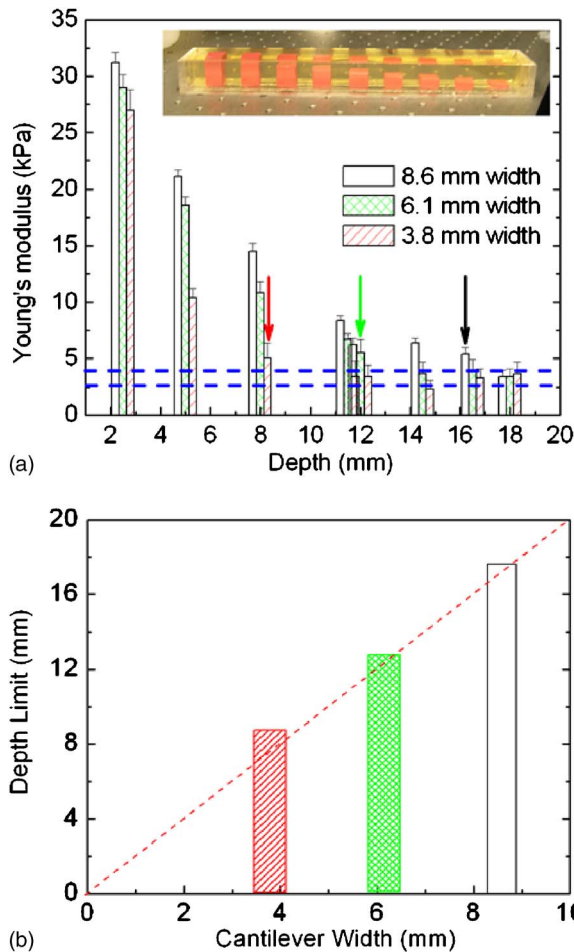 35
30
25
20
15
10
5
0
Young's modulus (kPa)
8.6 mm width
6.1 mm width
3.8 mm width
2 4 6 8 10 12 14 16 18 20
(a)
Depth (mm)
20
16
12
8
4
0
Depth Limit (mm)
0 2 4 6 8 10
(b)
Cantilever Width (mm)